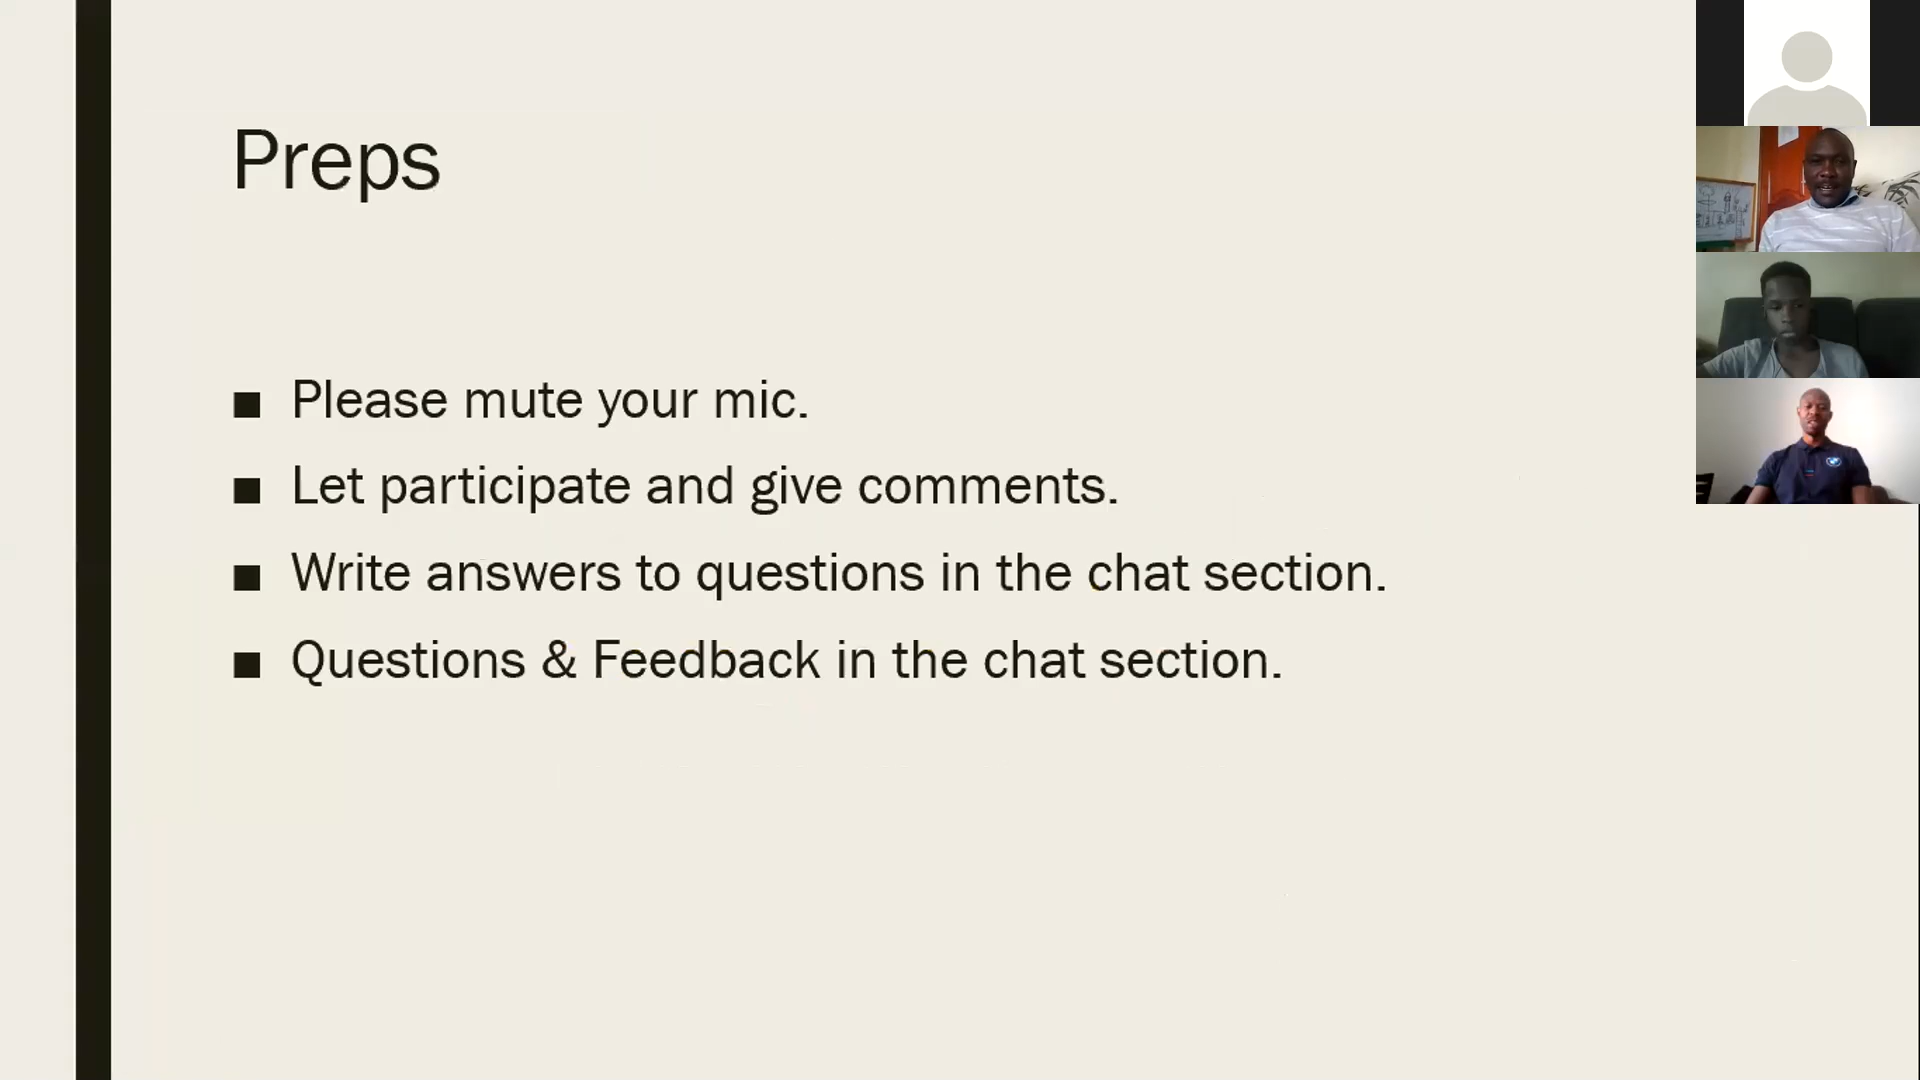 Preps
Please mute your mic.
Let participate and give comments.
Write answers to questions in the chat section.
Questions & Feedback in the chat section.